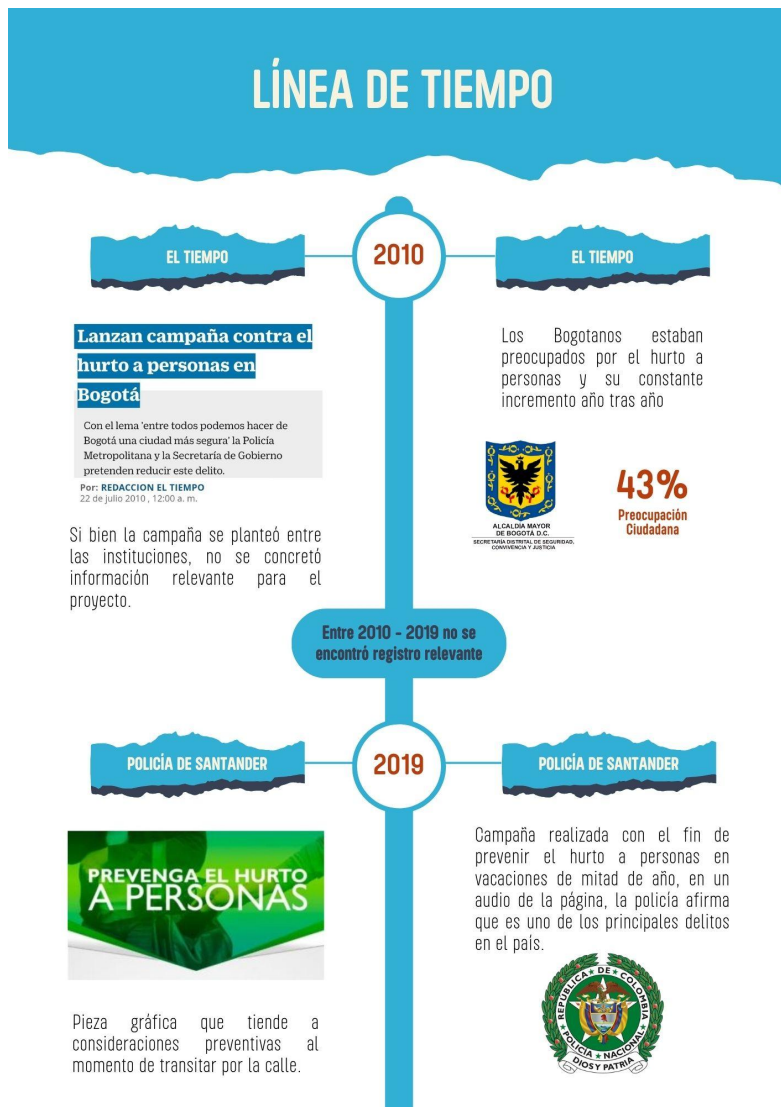 LÍNEA DE TIEMPO
EL TIEMPO
2010
EL TIEMPO
Lanzan campaña contra el
hurto a personas en
Bogotá
Con el lema 'entre todos podemos hacer de
Bogotá una ciudad más segura' la Policía
Metropolitana y la Secretaría de Gobierno
pretenden reducir este delito.
Por: REDACCION EL TIEMPO
22 de julio 2010 , 12:00 a. m.
Si bien la campaña se planteó entre
las instituciones, no se concretó
información relevante para el
proyecto.
Los Bogotanos estaban
preocupados por el hurto a
personas y su constante
incremento año tras año
ALCALDÍA MAYOR
DE BOGOTÁ D.C.
SECRETARÍA DISTRITAL DE SEGURIDAD,
CONVIVENCIA Y JUSTICIA
43%
Preocupación
Ciudadana
Entre 2010 - 2019 no se
encontró registro relevante
POLICÍA DE SANTANDER
2019
POLICÍA DE SANTANDER
PREVENGA EL HURTO
A PERSONAS
Pieza gráfica que tiende a
consideraciones preventivas al
momento de transitar por la calle.
Campaña realizada con el fin de
prevenir el hurto a personas en
vacaciones de mitad de año, en un
audio de la página, la policía afirma
que es uno de los principales delitos
en el país.
REPÚBLICA DE COLOMBIA
POLICÍA NACIONAL
DIOS Y PATRIA